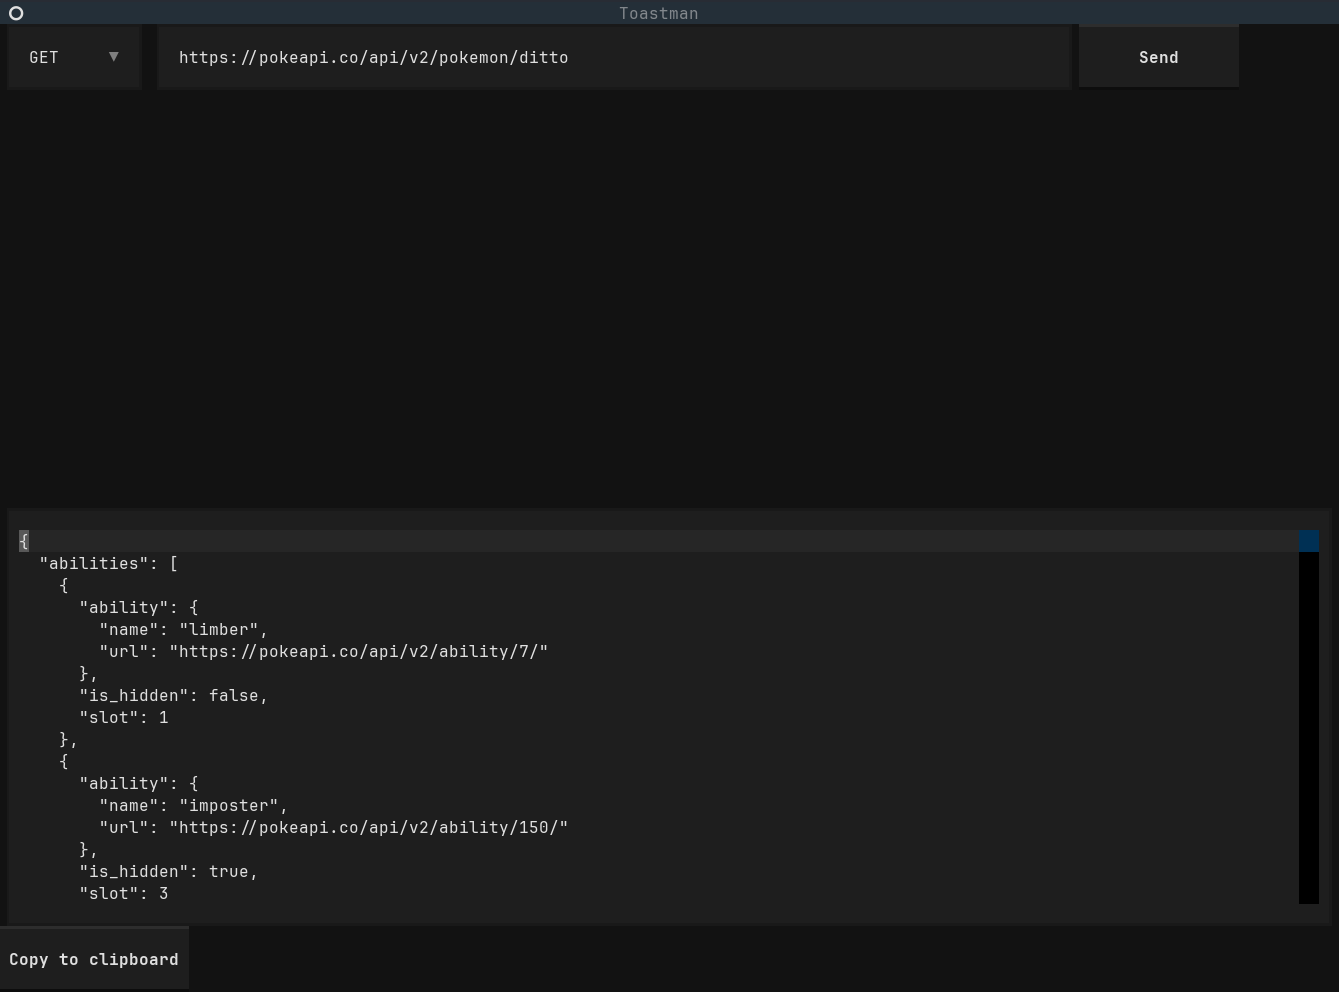 Toastman
GET ▼ https://pokeapi.co/api/v2/pokemon/ditto Send
{
  "abilities": [
    {
      "ability": {
        "name": "limber",
        "url": "https://pokeapi.co/api/v2/ability/7/"
      },
      "is_hidden": false,
      "slot": 1
    },
    {
      "ability": {
        "name": "imposter",
        "url": "https://pokeapi.co/api/v2/ability/150/"
      },
      "is_hidden": true,
      "slot": 3
Copy to clipboard